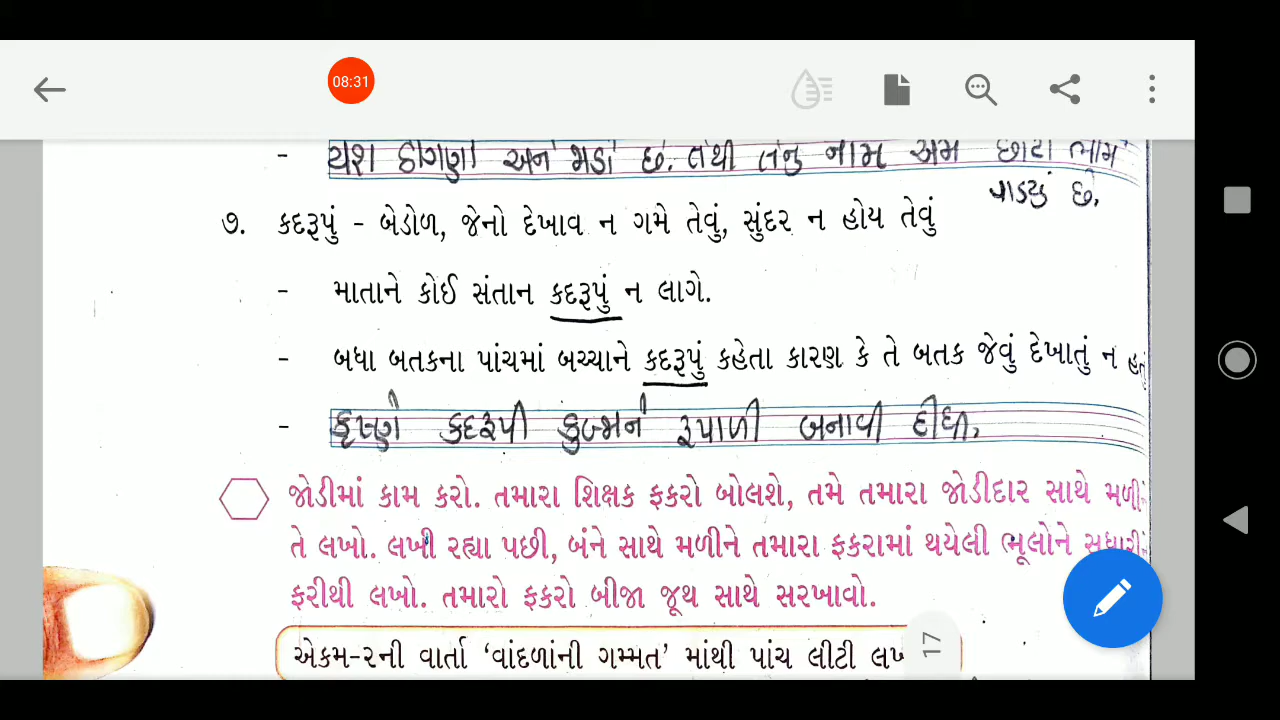 08:31
- યશ ઠીંગણો અને જાડો છે. તેથી તેનું નામ એમ છોટા ભીમ
પાડ્યું છે.
૭. કદરૂપું - બેડોળ, જેનો દેખાવ ન ગમે તેવું, સુંદર ન હોય તેવું
- માતાને કોઈ સંતાન કદરૂપું ન લાગે.
- બધા બતકના પાંચમાં બચ્ચાને કદરૂપું કહેતા કારણ કે તે બતક જેવું દેખાતું ન હતું
- કૃષ્ણે કદરૂપી કુબ્જાને રૂપાળી બનાવી દીધી.
જોડીમાં કામ કરો. તમારા શિક્ષક ફકરો બોલશે, તમે તમારા જોડીદાર સાથે મળીને
તે લખો. લખી રહ્યા પછી, બંને સાથે મળીને તમારા ફકરામાં થયેલી ભૂલોને સુધારીને
ફરીથી લખો. તમારો ફકરો બીજા જૂથ સાથે સરખાવો.
એકમ-૨ની વાર્તા ‘વાંદળાંની ગમ્મત’ માંથી પાંચ લીટી લખ
17